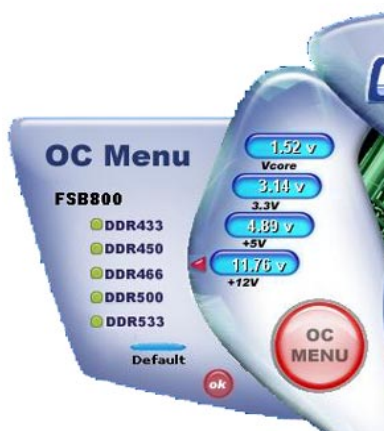 OC Menu
FSB800
DDR433
DDR450
DDR466
DDR500
DDR533
Default
ok
1.52 v
Vcore
3.14 v
3.3V
4.89 v
+5V
11.76 v
+12V
OC
MENU